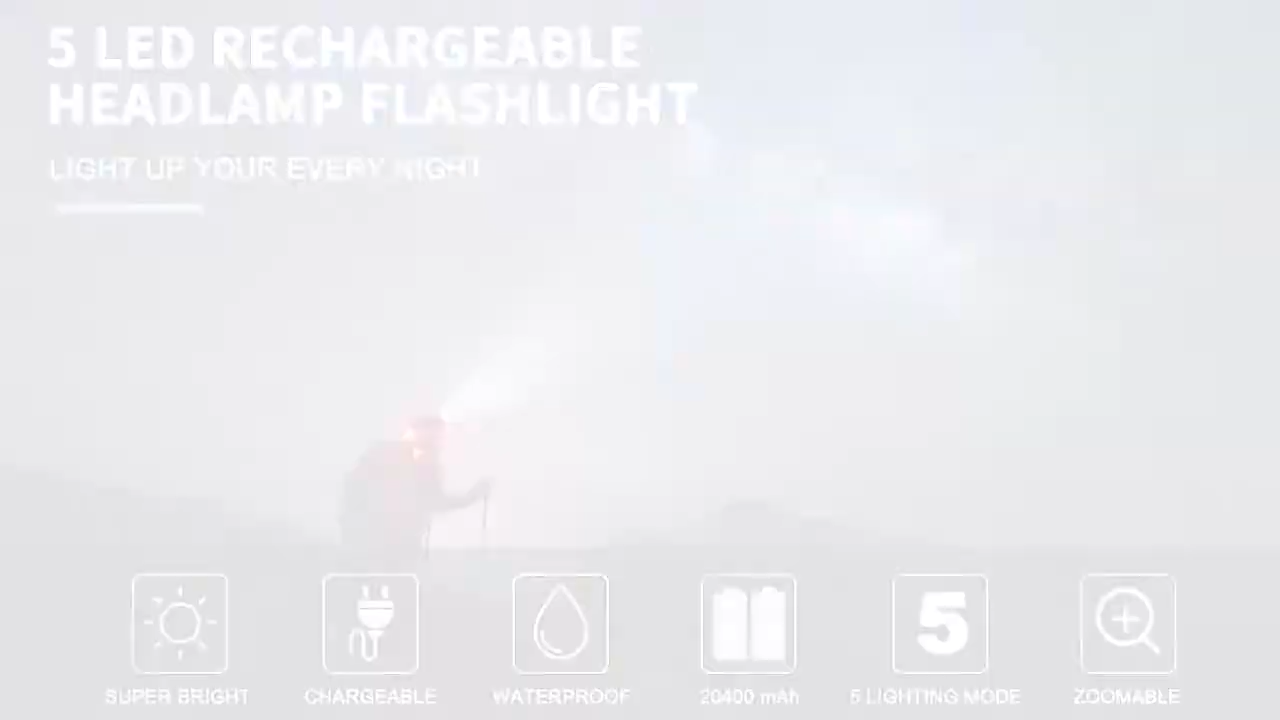 5 LED RECHARGEABLE
HEADLAMP FLASHLIGHT
LIGHT UP YOUR EVERY NIGHT
5
SUPER BRIGHT
CHARGEABLE
WATERPROOF
20400 mAh
5 LIGHTING MODE
ZOOMABLE